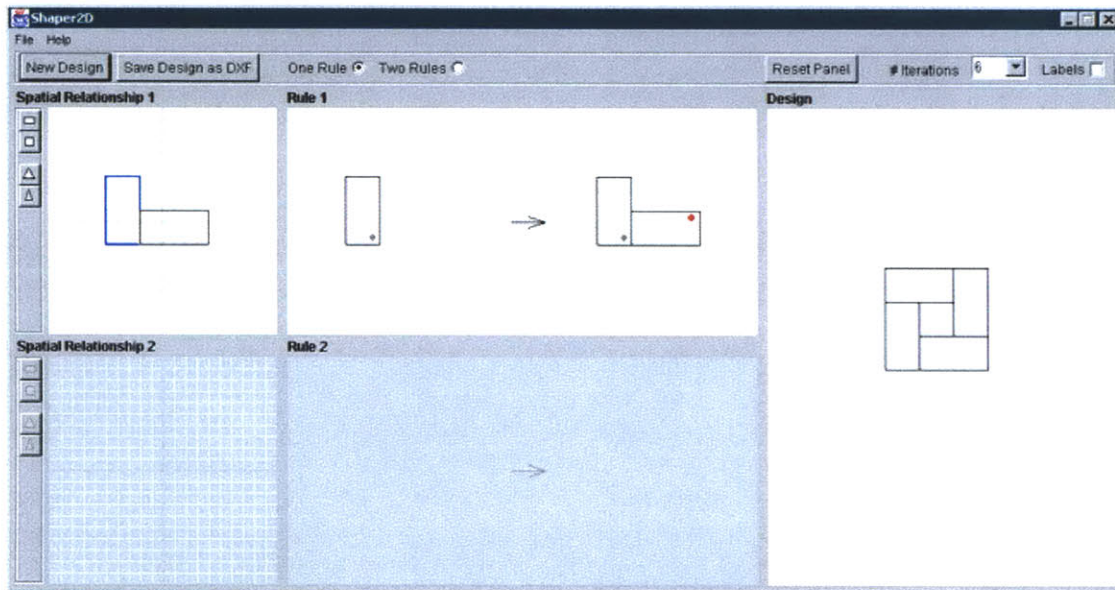 Shaper2D
File Help
New Design Save Design as DXF One Rule Two Rules Reset Panel # Iterations 6 Labels
Spatial Relationship 1 Rule 1 Design
Spatial Relationship 2 Rule 2